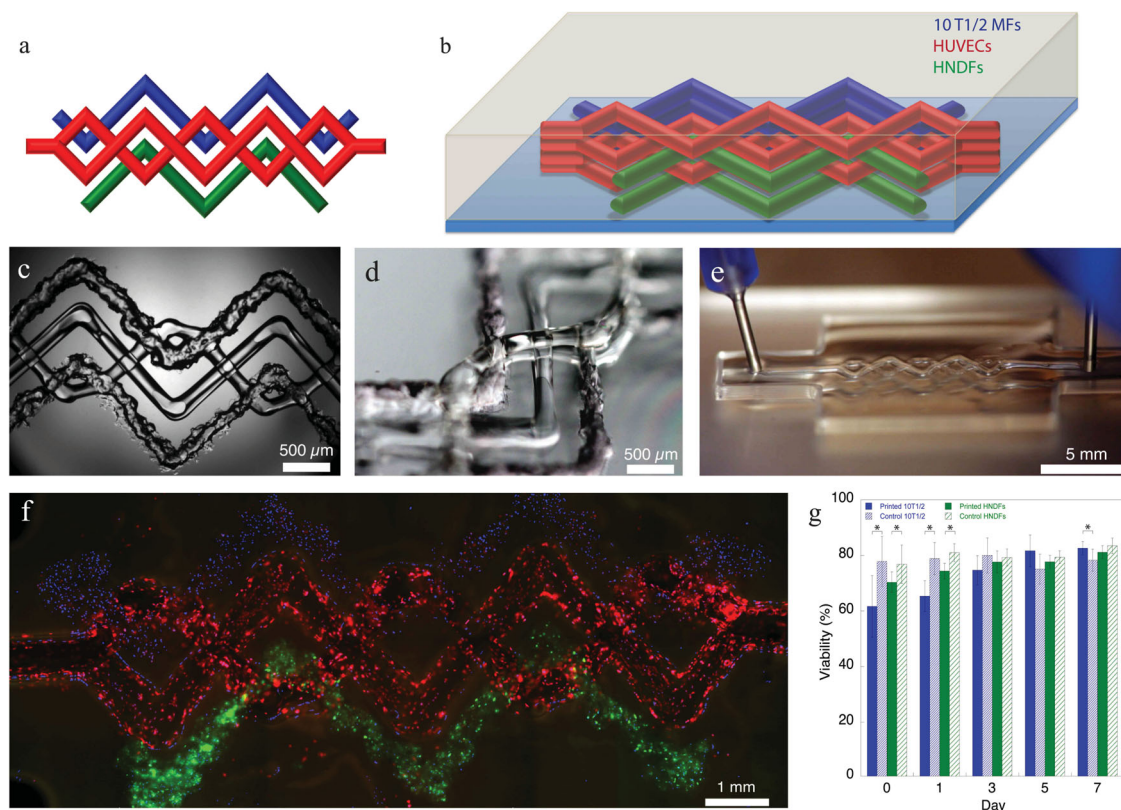 a
b
10 T1/2 MFs
HUVECs
HNDFs
c
500 µm
d
500 µm
e
5 mm
f
1 mm
g
Printed 10T1/2
Printed HNDFs
Control 10T1/2
Control HNDFs
100
80
60
40
20
0
Viability (%)
* * * * *
0 1 3 5 7
Day